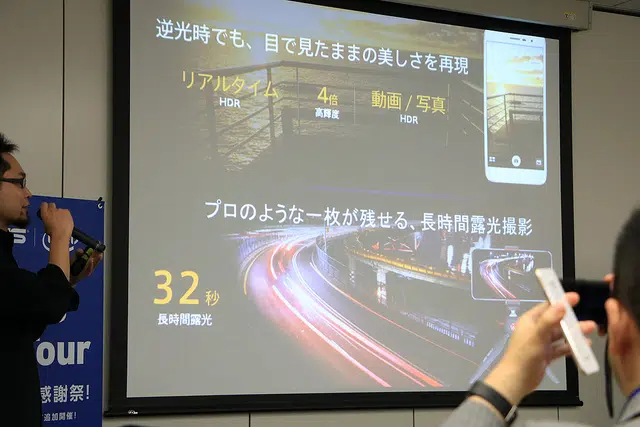 逆光時でも、目で見たままの美しさを再現
リアルタイム
HDR
4倍
高輝度
動画 / 写真
HDR
プロのような一枚が残せる、長時間露光撮影
32秒
長時間露光
our
感謝祭!
追加開催!